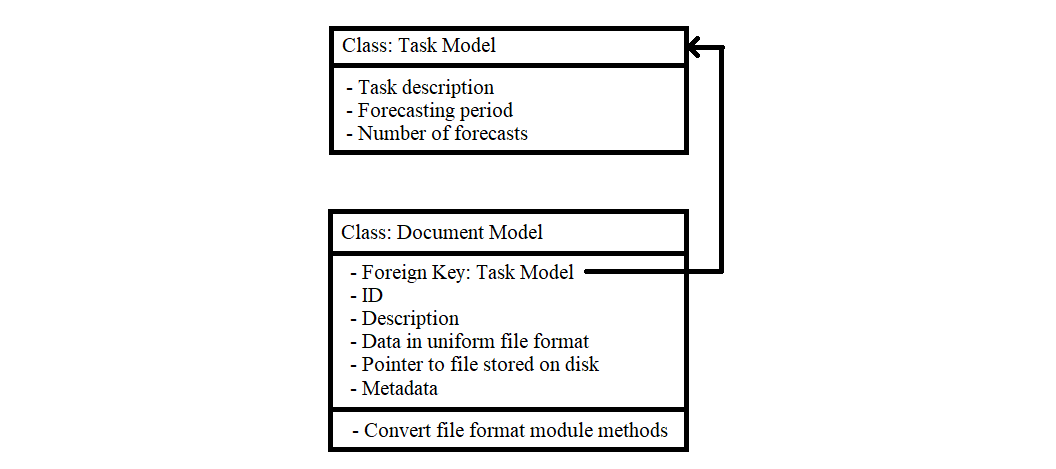 Class: Task Model
- Task description
- Forecasting period
- Number of forecasts
Class: Document Model
- Foreign Key: Task Model
- ID
- Description
- Data in uniform file format
- Pointer to file stored on disk
- Metadata
- Convert file format module methods